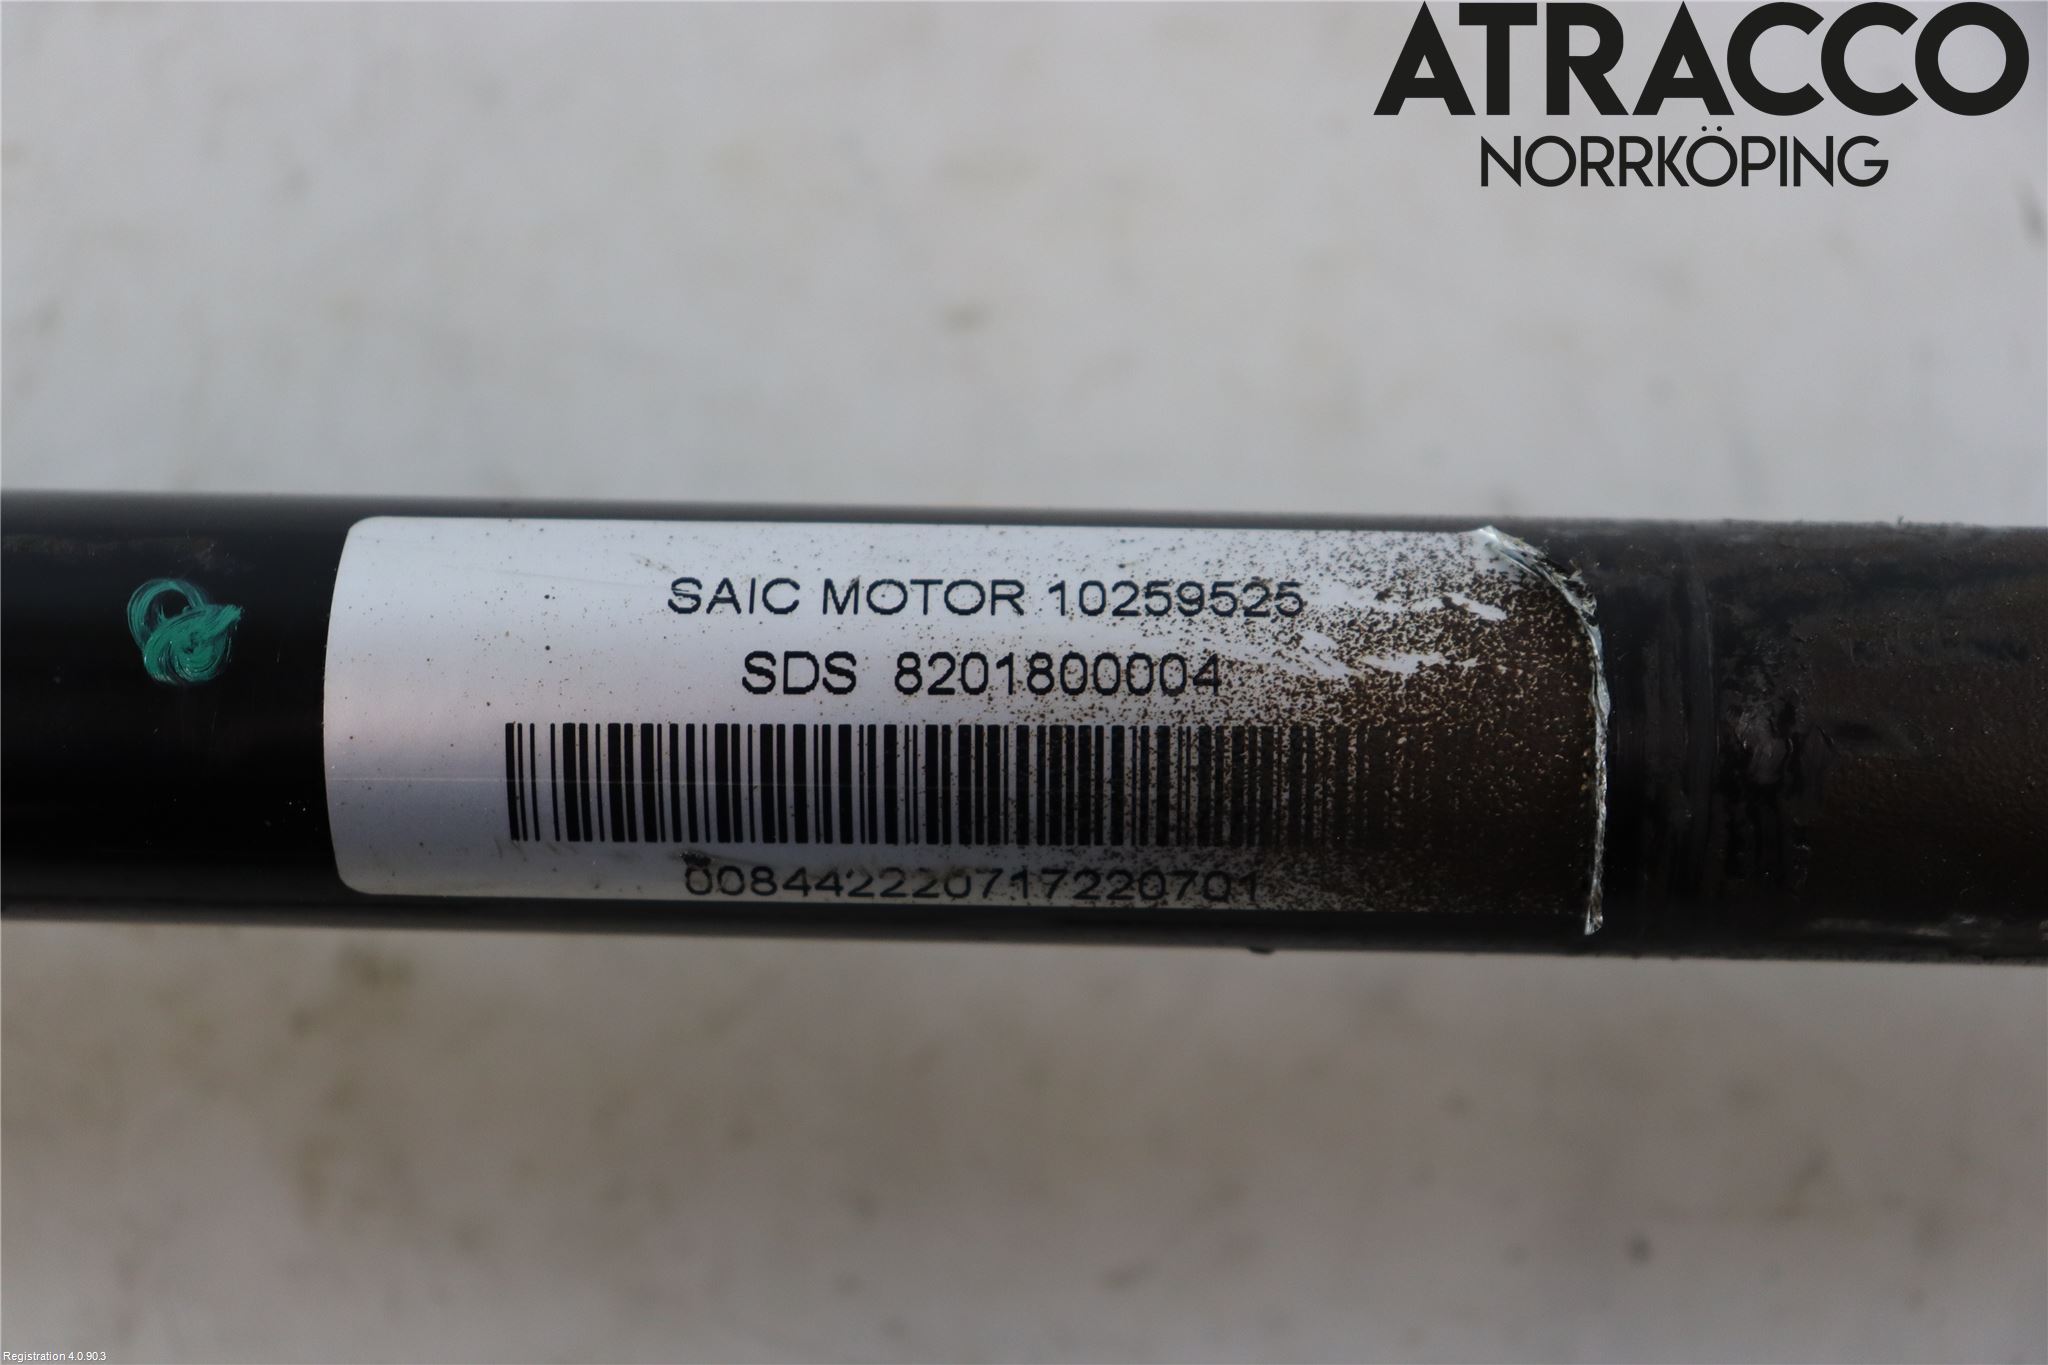 ATRACCO
NORRKÖPING
SAIC MOTOR 10259525
SDS 8201800004
008442220717220701
Registration 4.0.90.3